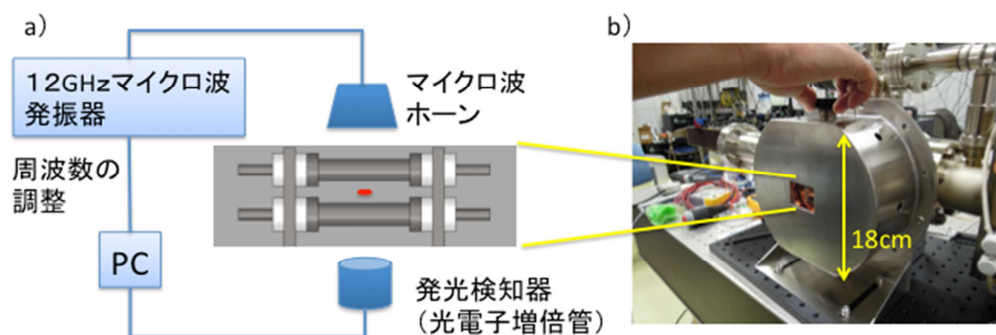 a)
12GHzマイクロ波
発振器
マイクロ波
ホーン
周波数の
調整
PC
発光検知器
(光電子増倍管)
b)
18cm